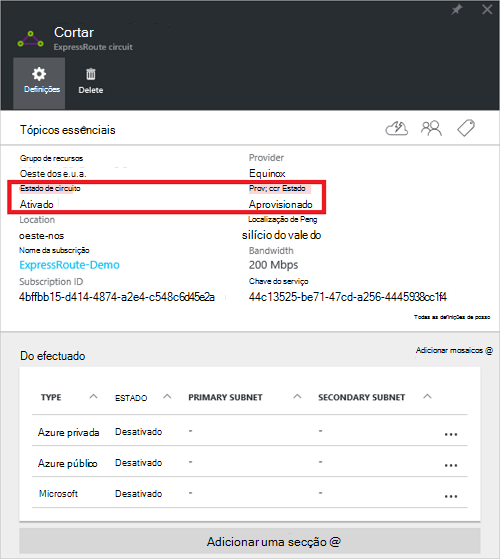 Cortar
ExpressRoute circuit
Definições Delete
Tópicos essenciais
Grupo de recursos Provider
Oeste dos e.u.a. Equinox
Estado de circuito Prov; ccr Estado
Ativado Aprovisionado
Location Localização de Peng
oeste-nos silício do vale do
Nome da subscrição Bandwidth
ExpressRoute-Demo 200 Mbps
Subscription ID Chave do serviço
4bffbb15-d414-4874-a2e4-c548c6d45e2a 44c13525-be71-47cd-a256-4445938cc1f4
Todas as definições de posso
Do efectuado Adicionar mosaicos @
TYPE ESTADO PRIMARY SUBNET SECONDARY SUBNET
Azure privada Desativado - - ...
Azure público Desativado - - ...
Microsoft Desativado - - ...
Adicionar uma secção @